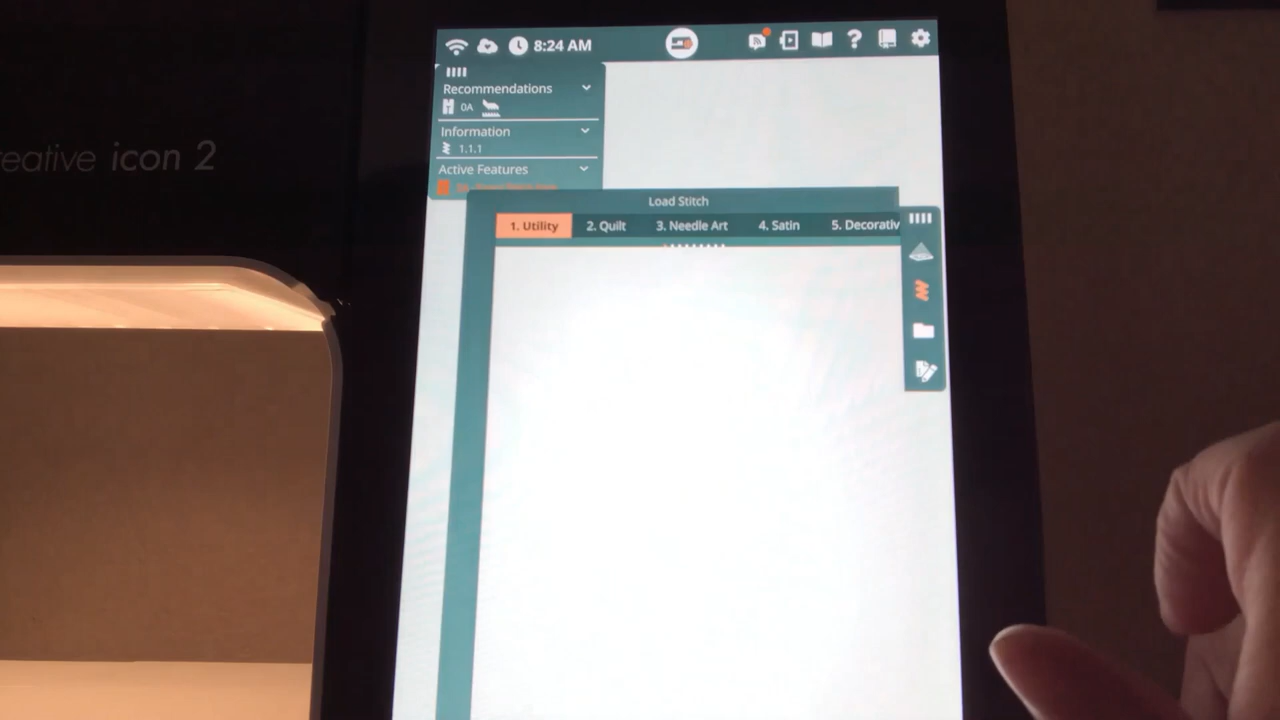 8:24 AM
Recommendations
0A
Information
1.1.1
Active Features
eative icon 2
Load Stitch
1. Utility
2. Quilt
3. Needle Art
4. Satin
5. Decorativ